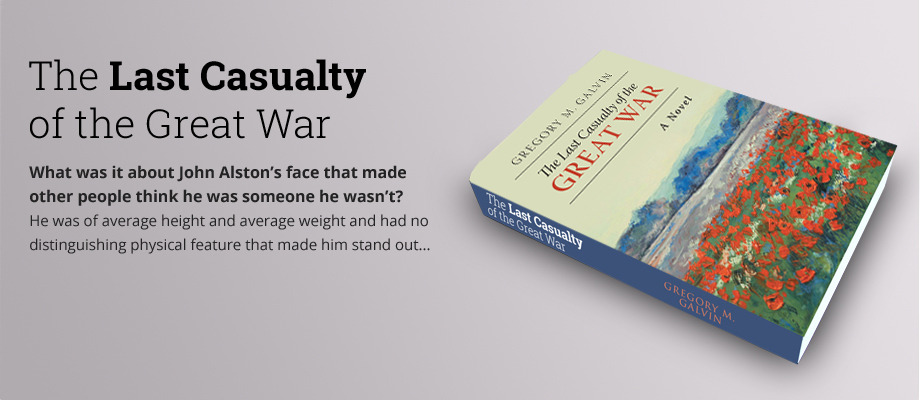 The Last Casualty
of the Great War
What was it about John Alston's face that made
other people think he was someone he wasn't?
He was of average height and average weight and had no
distinguishing physical feature that made him stand out...
GREGORY M. GALVIN
The Last Casualty of the
GREAT WAR
A Novel
The Last Casualty
of the Great War
GREGORY M.
GALVIN